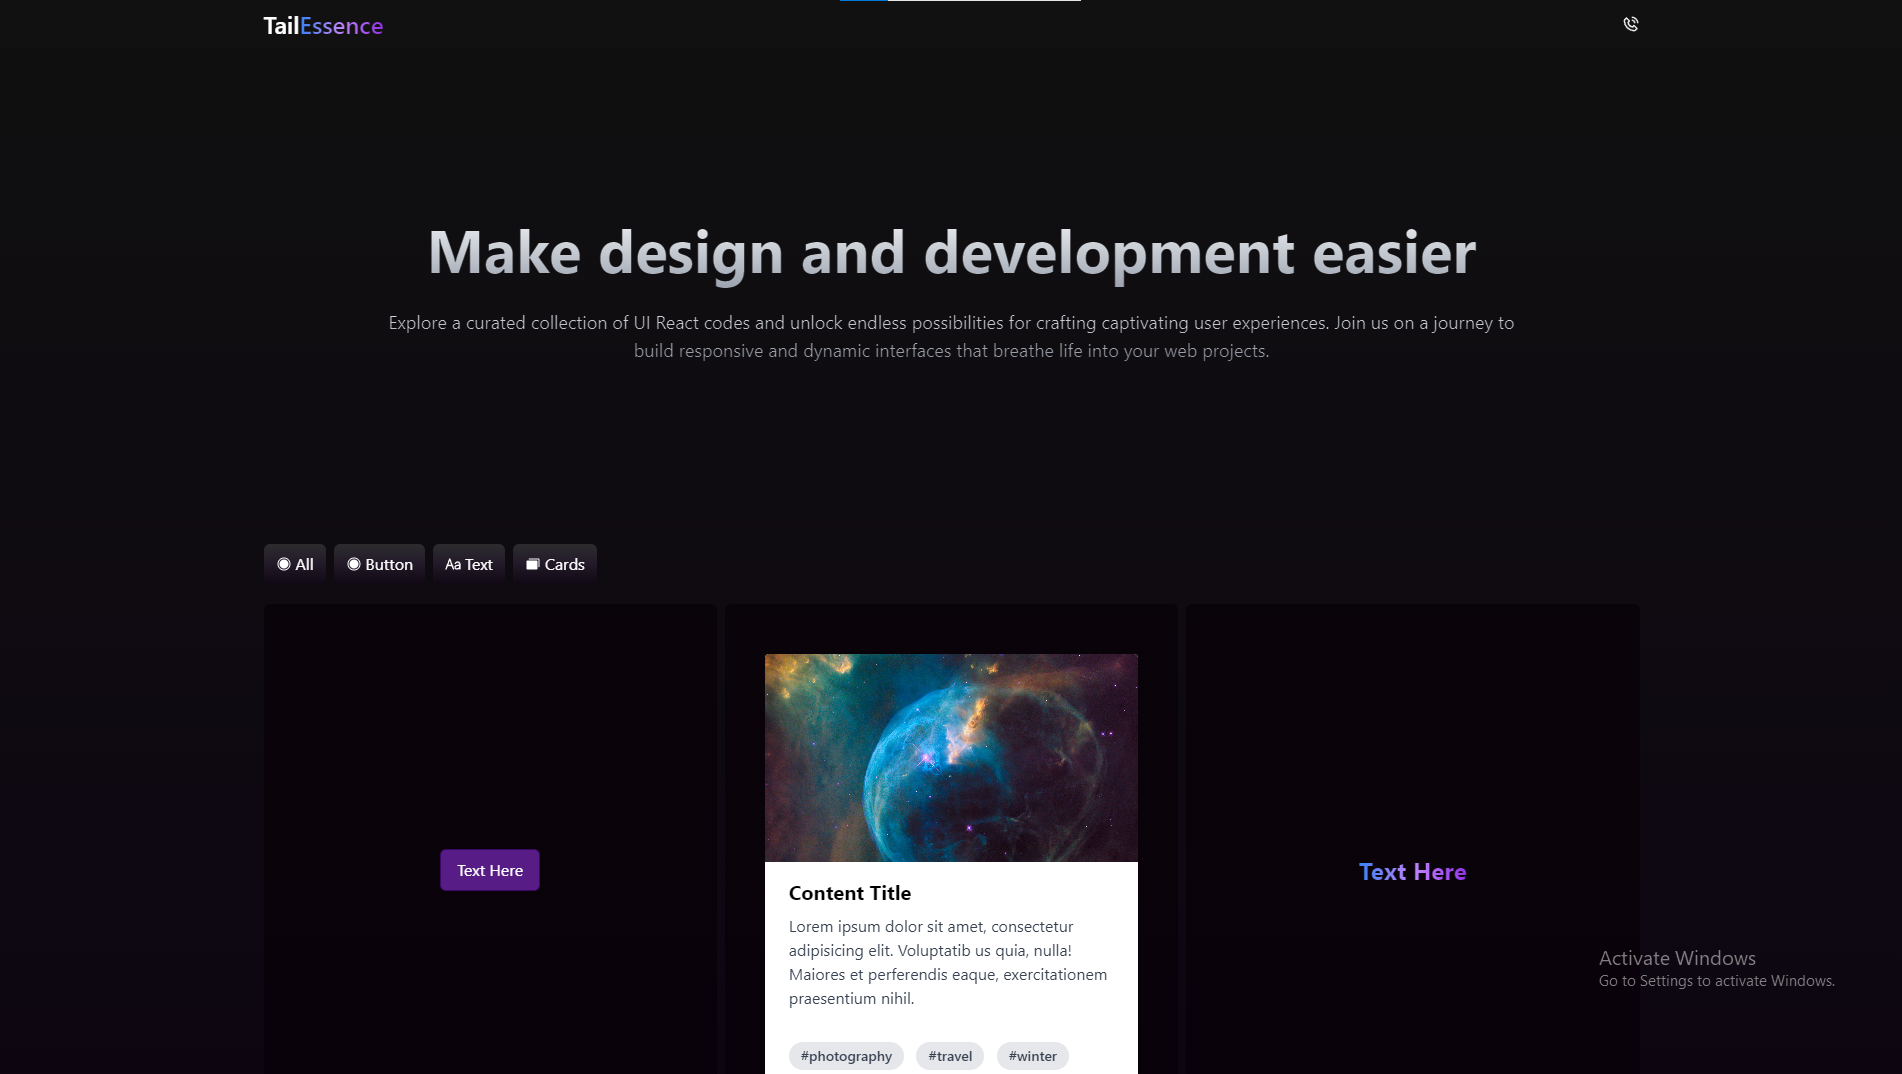 TailEssence
Make design and development easier
Explore a curated collection of UI React codes and unlock endless possibilities for crafting captivating user experiences. Join us on a journey to
build responsive and dynamic interfaces that breathe life into your web projects.
All
Button
Aa Text
Cards
Text Here
Content Title
Lorem ipsum dolor sit amet, consectetur
adipisicing elit. Voluptatib us quia, nulla!
Maiores et perferendis eaque, exercitationem
praesentium nihil.
#photography #travel #winter
Text Here
Activate Windows
Go to Settings to activate Windows.